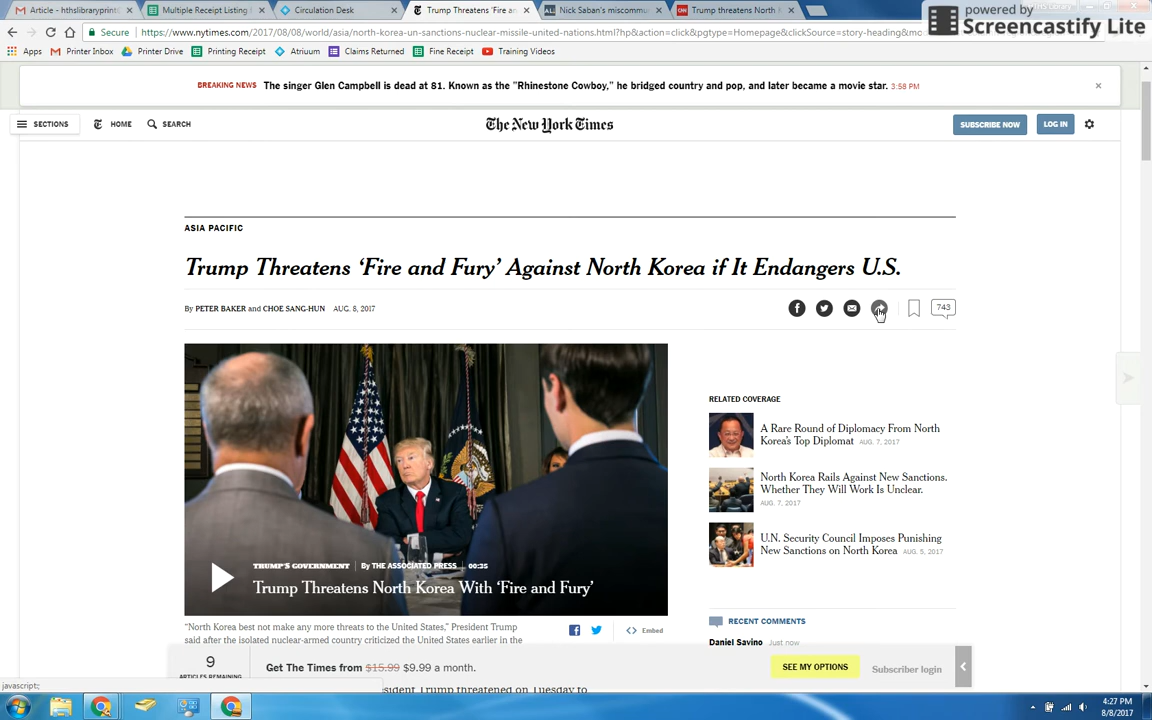 Article - hthslibraryprint
Multiple Receipt Listing
Circulation Desk
Trump Threatens 'Fire an
Nick Saban's miscommu
Trump threatens North
powered by
Screencastify Lite
Secure
https://www.nytimes.com/2017/08/08/world/asia/north-korea-un-sanctions-nuclear-missile-united-nations.html?hp&action=click&pgtype=Homepage&clickSource=story-heading&mo
Apps
Printer Inbox
Printer Drive
Printing Receipt
Atrium
Claims Returned
Fine Receipt
Training Videos
BREAKING NEWS The singer Glen Campbell is dead at 81. Known as the "Rhinestone Cowboy," he bridged country and pop, and later became a movie star. 3:58 PM
SECTIONS
HOME
SEARCH
The New York Times
SUBSCRIBE NOW
LOG IN
ASIA PACIFIC
Trump Threatens ‘Fire and Fury’ Against North Korea if It Endangers U.S.
By PETER BAKER and CHOE SANG-HUN AUG. 8, 2017
743
TRUMP'S GOVERNMENT By THE ASSOCIATED PRESS 00:35
Trump Threatens North Korea With ‘Fire and Fury’
“North Korea best not make any more threats to the United States,” President Trump
said after the isolated nuclear-armed country criticized the United States earlier in the
Embed
RELATED COVERAGE
A Rare Round of Diplomacy From North
Korea's Top Diplomat AUG. 7, 2017
North Korea Rails Against New Sanctions.
Whether They Will Work Is Unclear.
AUG. 7, 2017
U.N. Security Council Imposes Punishing
New Sanctions on North Korea AUG. 5, 2017
RECENT COMMENTS
Daniel Savino Just now
9
ARTICLES REMAINING
Get The Times from $15.99 $9.99 a month.
SEE MY OPTIONS
Subscriber login
sident Trump threatened on Tuesday to
javascript:;
4:27 PM
8/8/2017